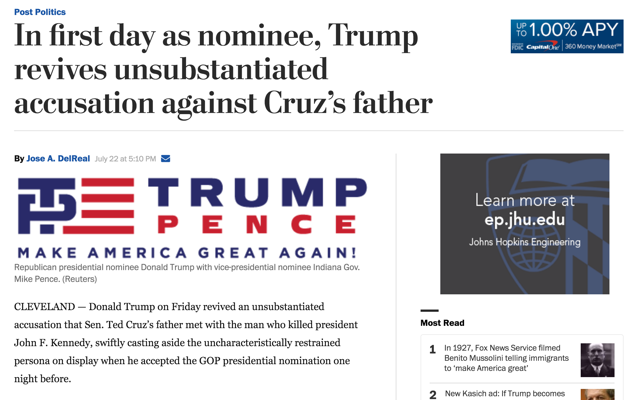 Post Politics
In first day as nominee, Trump
revives unsubstantiated
accusation against Cruz’s father
UP TO 1.00% APY
FDIC Capital One 360 Money Market℠
By Jose A. DelReal July 22 at 5:10 PM
TP TRUMP
PENCE
MAKE AMERICA GREAT AGAIN!
Republican presidential nominee Donald Trump with vice-presidential nominee Indiana Gov.
Mike Pence. (Reuters)
CLEVELAND — Donald Trump on Friday revived an unsubstantiated
accusation that Sen. Ted Cruz’s father met with the man who killed president
John F. Kennedy, swiftly casting aside the uncharacteristically restrained
persona on display when he accepted the GOP presidential nomination one
night before.
Learn more at
ep.jhu.edu
Johns Hopkins Engineering
Most Read
1 In 1927, Fox News Service filmed
Benito Mussolini telling immigrants
to ‘make America great’
2 New Kasich ad: If Trump becomes